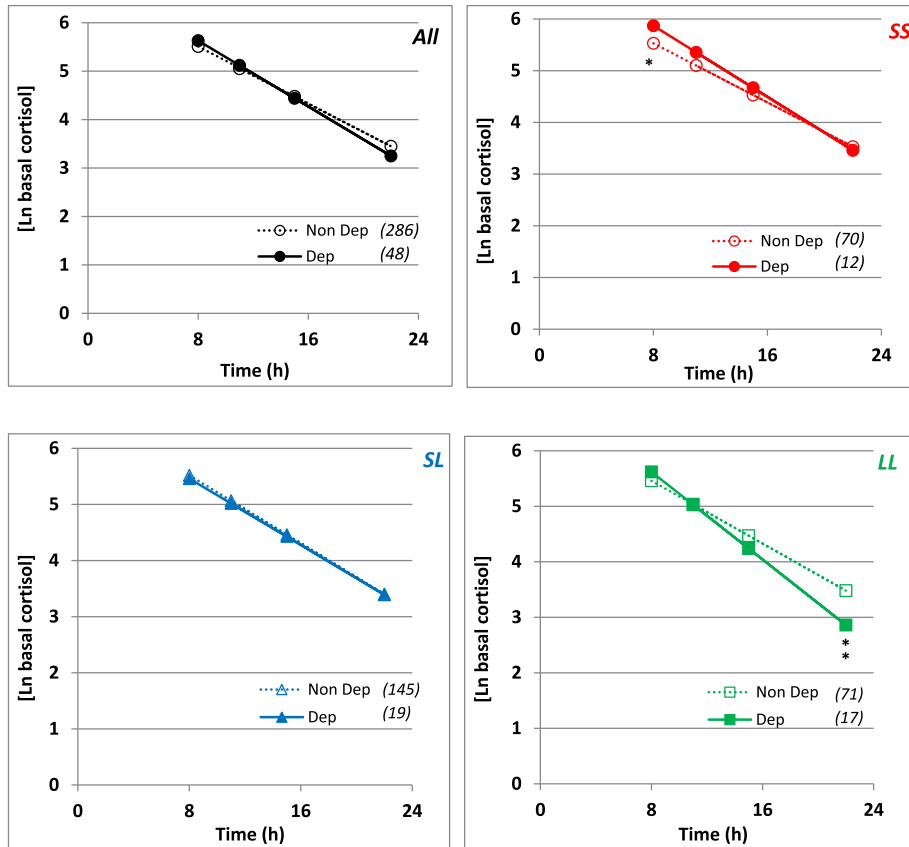 All
[Ln basal cortisol]
6
5
4
3
2
1
0
Non Dep (286)
Dep (48)
0 8 16 24
Time (h)
SS
[Ln basal cortisol]
6
5
4
3
2
1
0
*
Non Dep (70)
Dep (12)
0 8 16 24
Time (h)
SL
[Ln basal cortisol]
6
5
4
3
2
1
0
Non Dep (145)
Dep (19)
0 8 16 24
Time (h)
LL
[Ln basal cortisol]
6
5
4
3
2
1
0
*
*
Non Dep (71)
Dep (17)
0 8 16 24
Time (h)